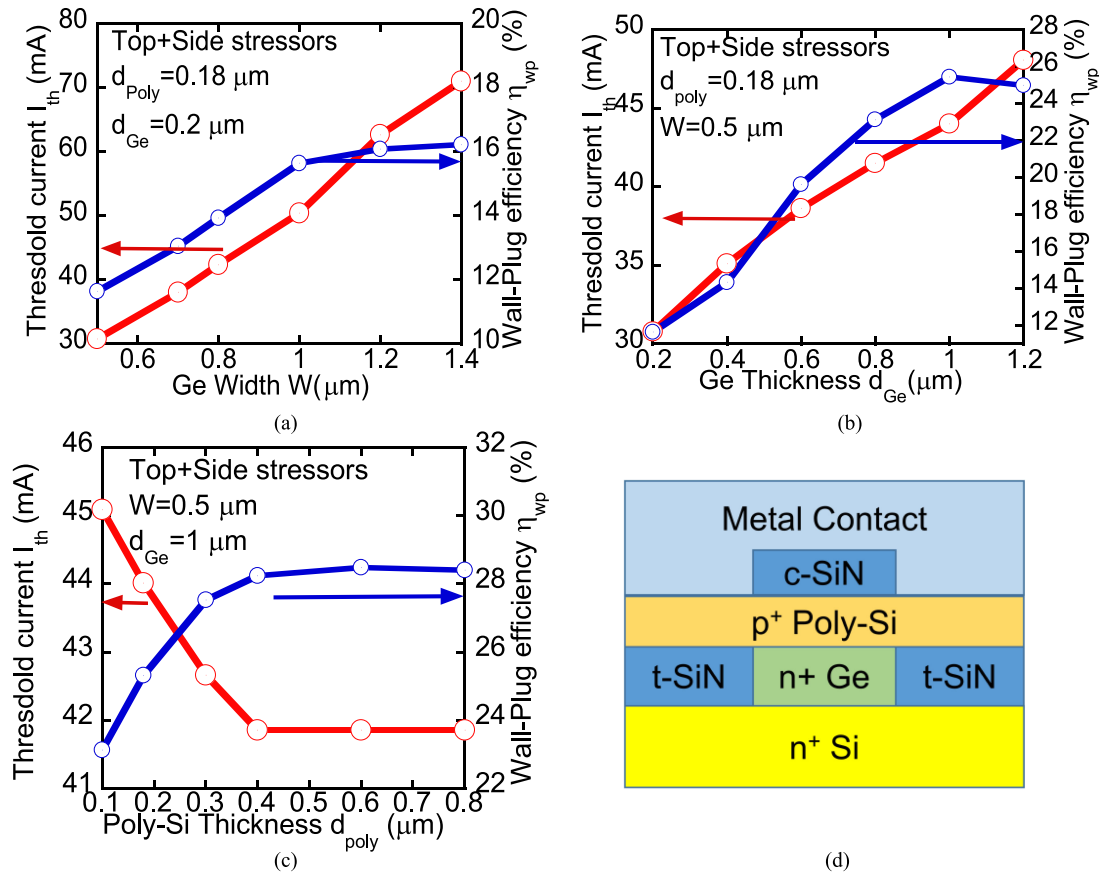 80
70
60
50
40
30
Thresdold current I_th (mA)
Top+Side stressors
d_Poly=0.18 μm
d_Ge=0.2 μm
20
18
16
14
12
10
Wall-Plug efficiency η_wp (%)
0.6 0.8 1 1.2 1.4
Ge Width W(μm)
(a)
50
45
40
35
30
Thresdold current I_th (mA)
Top+Side stressors
d_poly=0.18 μm
W=0.5 μm
28
26
24
22
20
18
16
14
12
Wall-Plug efficiency η_wp (%)
0.2 0.4 0.6 0.8 1 1.2
Ge Thickness d_Ge(μm)
(b)
46
45
44
43
42
41
Thresdold current I_th (mA)
Top+Side stressors
W=0.5 μm
d_Ge=1 μm
32
30
28
26
24
22
Wall-Plug efficiency η_wp (%)
0.1 0.2 0.3 0.4 0.5 0.6 0.7 0.8
Poly-Si Thickness d_poly (μm)
(c)
Metal Contact
c-SiN
p⁺ Poly-Si
t-SiN n+ Ge t-SiN
n⁺ Si
(d)